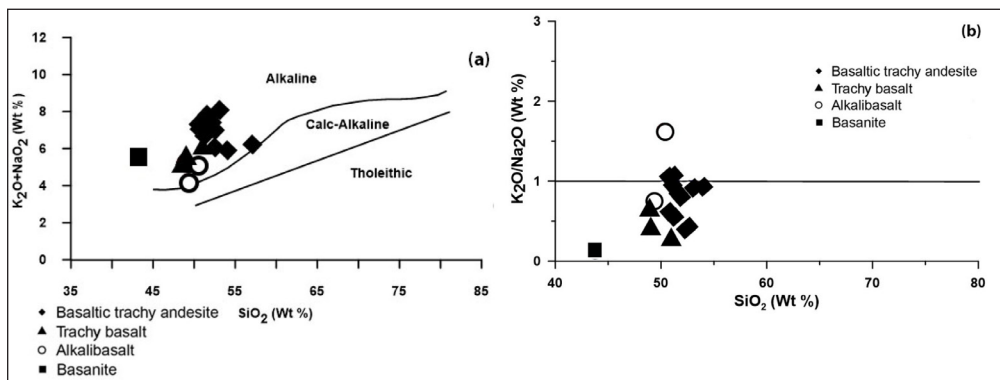 (a)
12
10
8
6
4
2
0
K₂O+NaO₂ (Wt %)
Alkaline
Calc-Alkaline
Tholeithic
35 45 55 65 75 85
SiO₂ (Wt %)
Basaltic trachy andesite
Trachy basalt
Alkalibasalt
Basanite
(b)
3
2
1
0
K₂O/Na₂O (Wt %)
Basaltic trachy andesite
Trachy basalt
Alkalibasalt
Basanite
40 50 60 70 80
SiO₂ (Wt %)